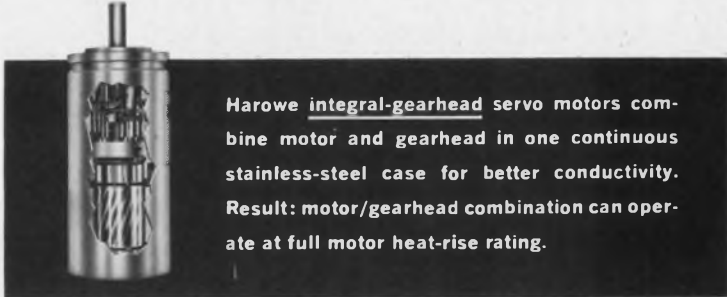 Harowe integral-gearhead servo motors com-
bine motor and gearhead in one continuous
stainless-steel case for better conductivity.
Result: motor/gearhead combination can oper-
ate at full motor heat-rise rating.